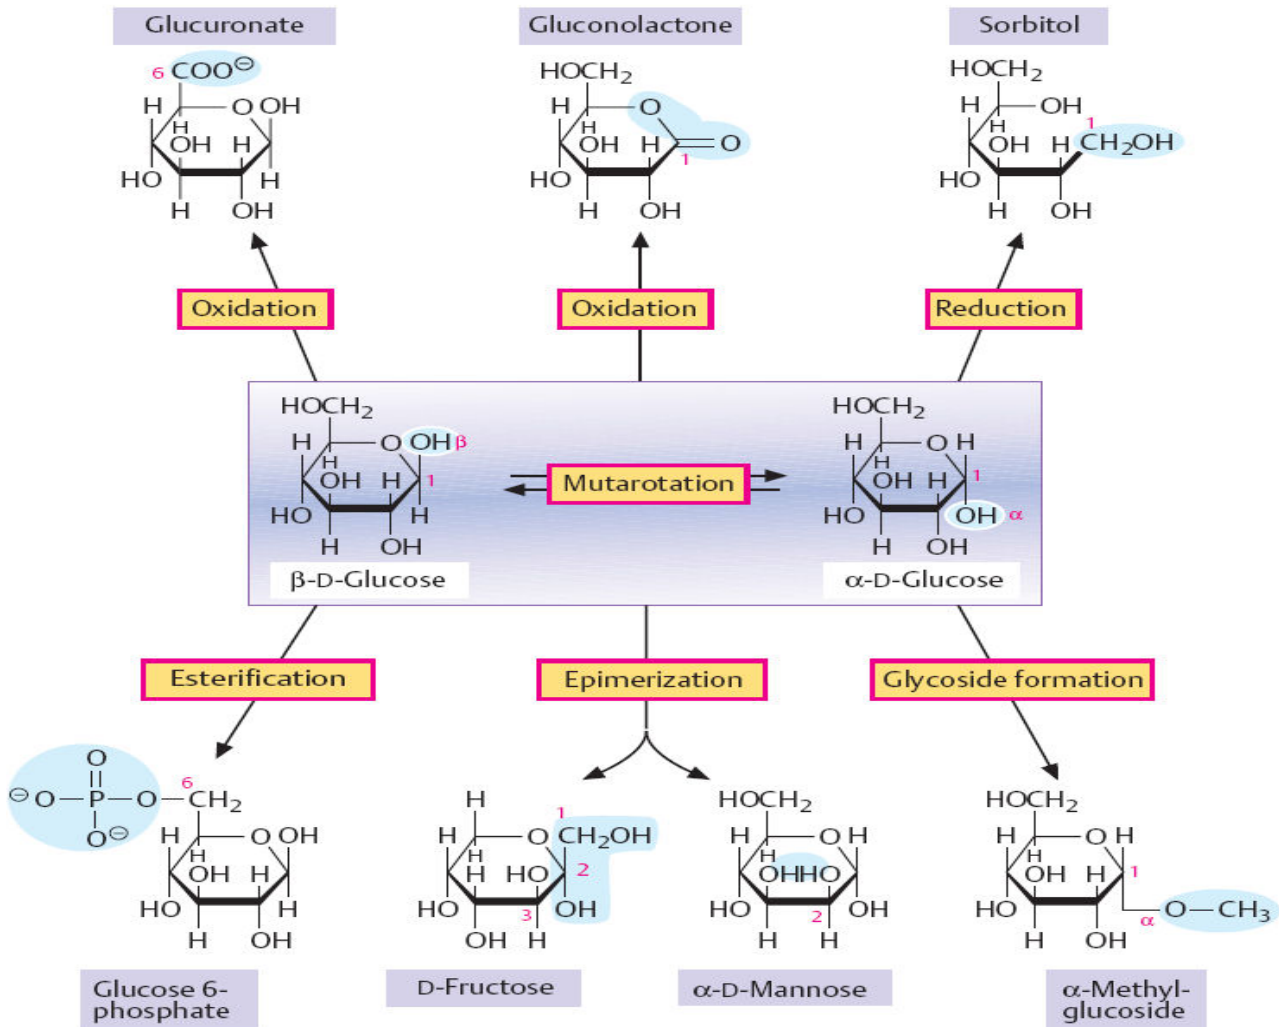 Glucuronate
Gluconolactone
Sorbitol
6 COO⊖
H
O
OH
H
OH
H
H
HO
H
H
OH
HOCH₂
O
H
OH
H
O
1
HO
H
OH
HOCH₂
H
OH
H
OH
H
1
CH₂OH
HO
H
OH
Oxidation
Oxidation
Reduction
HOCH₂
H
O
OH β
H
OH
H
1
HO
H
H
OH
β-D-Glucose
Mutarotation
HOCH₂
H
O
H
H
OH
H
1
HO
OH α
H
OH
α-D-Glucose
Esterification
Epimerization
Glycoside formation
O
⊖O—P—O—CH₂
6
O⊖
H
O
OH
H
OH
H
H
HO
H
H
OH
Glucose 6-
phosphate
H
1
O
CH₂OH
H
H
HO
2
HO
3
OH
OH
H
D-Fructose
HOCH₂
H
O
H
H
OH
HO
HO
2
OH
H
H
α-D-Mannose
HOCH₂
H
O
H
H
OH
H
1
HO
α
O—CH₃
H
OH
α-Methyl-
glucoside